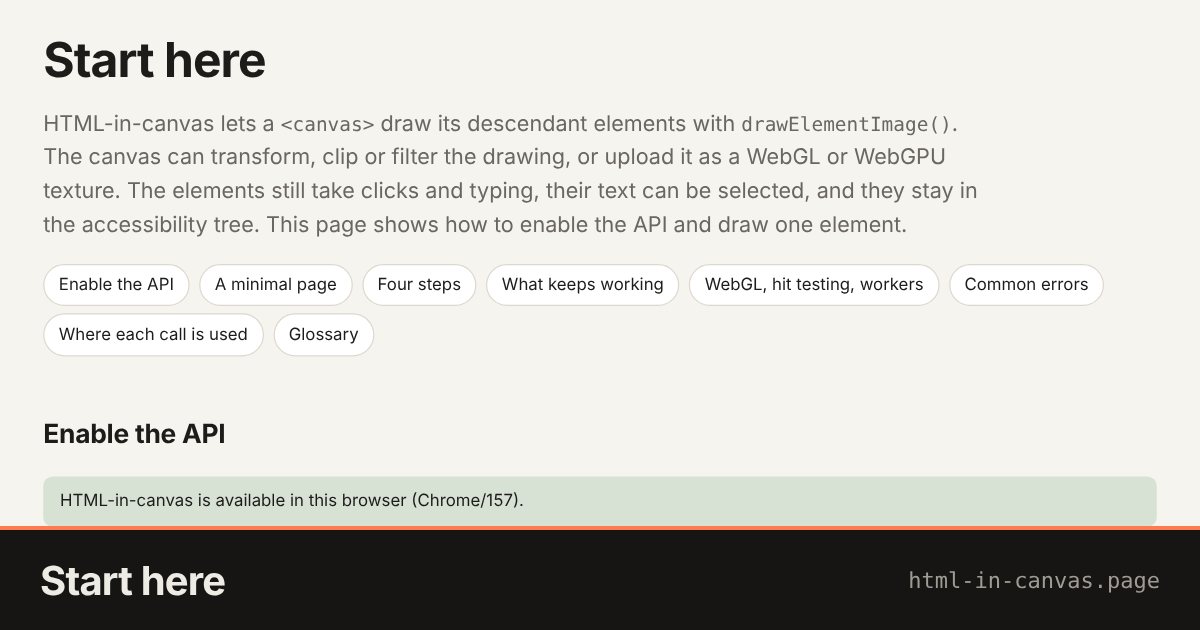 Start here
HTML-in-canvas lets a <canvas> draw its descendant elements with drawElementImage().
The canvas can transform, clip or filter the drawing, or upload it as a WebGL or WebGPU
texture. The elements still take clicks and typing, their text can be selected, and they stay in
the accessibility tree. This page shows how to enable the API and draw one element.
Enable the API
A minimal page
Four steps
What keeps working
WebGL, hit testing, workers
Common errors
Where each call is used
Glossary
Enable the API
HTML-in-canvas is available in this browser (Chrome/157).
Start here
html-in-canvas.page